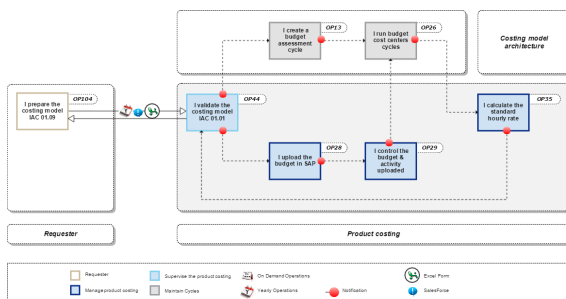 OP13
I create a
budget
assessment
cycle
OP26
I run budget
cost centers
cycles
Costing model
architecture
OP104
I prepare the
costing model
IAC 01.09
OP44
I validate the
costing model
IAC 01.01
OP35
I calculate the
standard
hourly rate
OP28
I upload the
budget in SAP
OP29
I control the
budget &
activity
uploaded
Requester
Product costing
Requester
Supervise the product costing
On Demand Operations
Excel Form
Manage product costing
Maintain Cycles
Yearly Operations
Notification
SalesForce